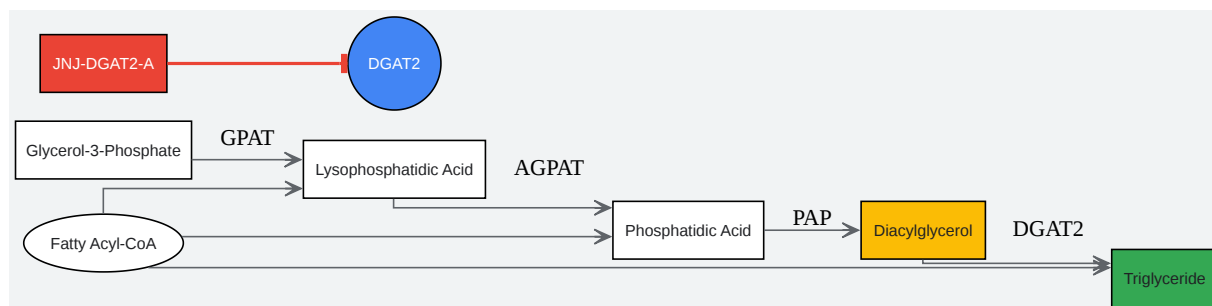 JNJ-DGAT2-A
DGAT2
Glycerol-3-Phosphate
GPAT
Lysophosphatidic Acid
AGPAT
Fatty Acyl-CoA
Phosphatidic Acid
PAP
Diacylglycerol
DGAT2
Triglyceride